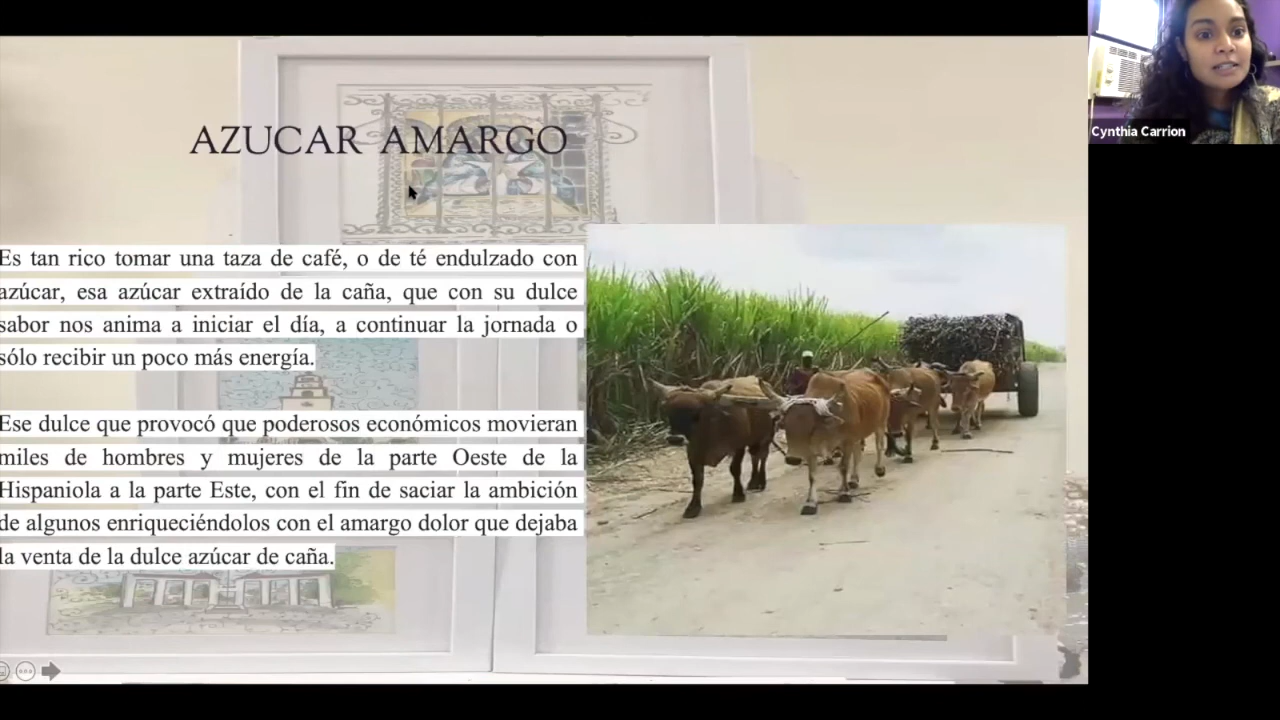 AZUCAR AMARGO
Es tan rico tomar una taza de café, o de té endulzado con
azúcar, esa azúcar extraído de la caña, que con su dulce
sabor nos anima a iniciar el día, a continuar la jornada o
sólo recibir un poco más energía.
Ese dulce que provocó que poderosos económicos movieran
miles de hombres y mujeres de la parte Oeste de la
Hispaniola a la parte Este, con el fin de saciar la ambición
de algunos enriqueciéndolos con el amargo dolor que dejaba
la venta de la dulce azúcar de caña.
Cynthia Carrion